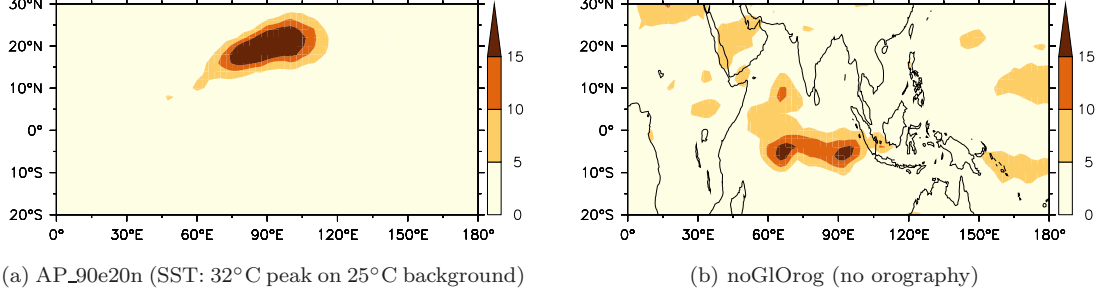 30°N
20°N
10°N
0°
10°S
20°S
0°
30°E
60°E
90°E
120°E
150°E
180°
15
10
5
0
(a) AP_90e20n (SST: 32°C peak on 25°C background)
30°N
20°N
10°N
0°
10°S
20°S
0°
30°E
60°E
90°E
120°E
150°E
180°
15
10
5
0
(b) noGlOrog (no orography)